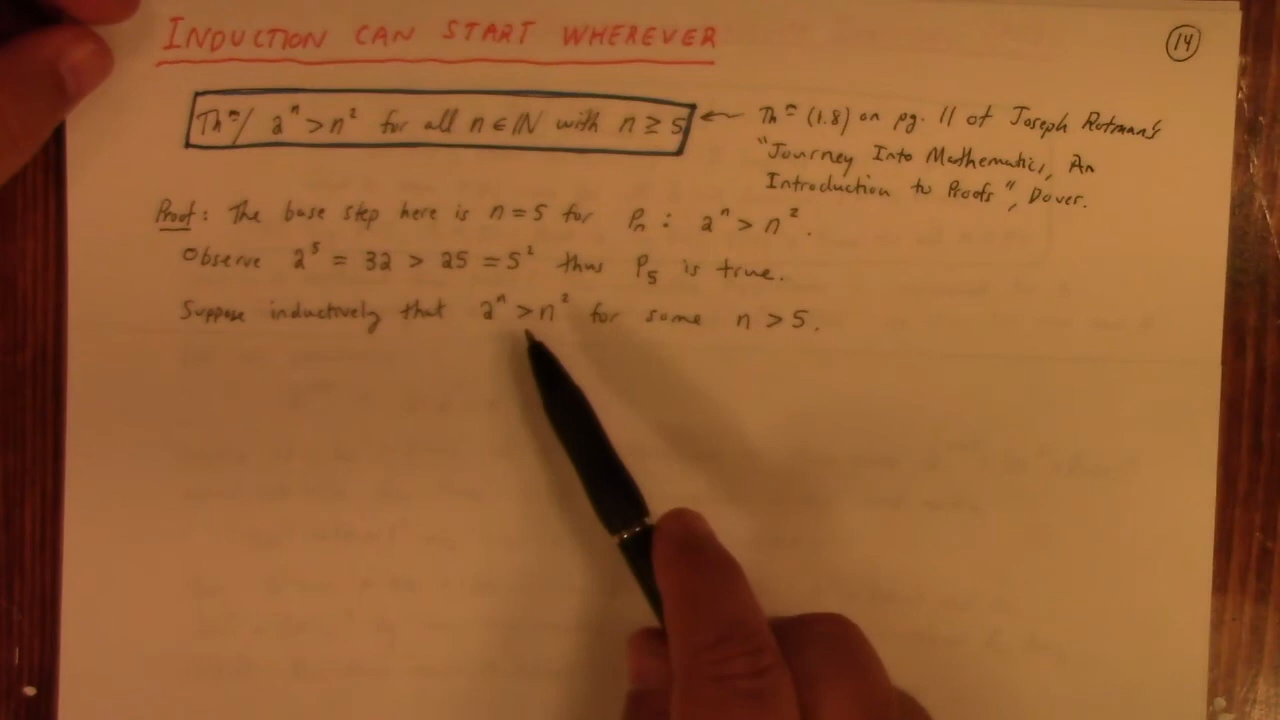 INDUCTION CAN START WHEREVER
14
Thm/ 2ⁿ > n² for all n ∈ ℕ with n ≥ 5
Thm (1.8) on pg. 11 of Joseph Rotman's
"Journey Into Mathematics, An
Introduction to Proofs", Dover.
Proof: The base step here is n = 5 for Pₙ : 2ⁿ > n².
Observe 2⁵ = 32 > 25 = 5² thus P₅ is true.
Suppose inductively that 2ⁿ > n² for some n > 5.